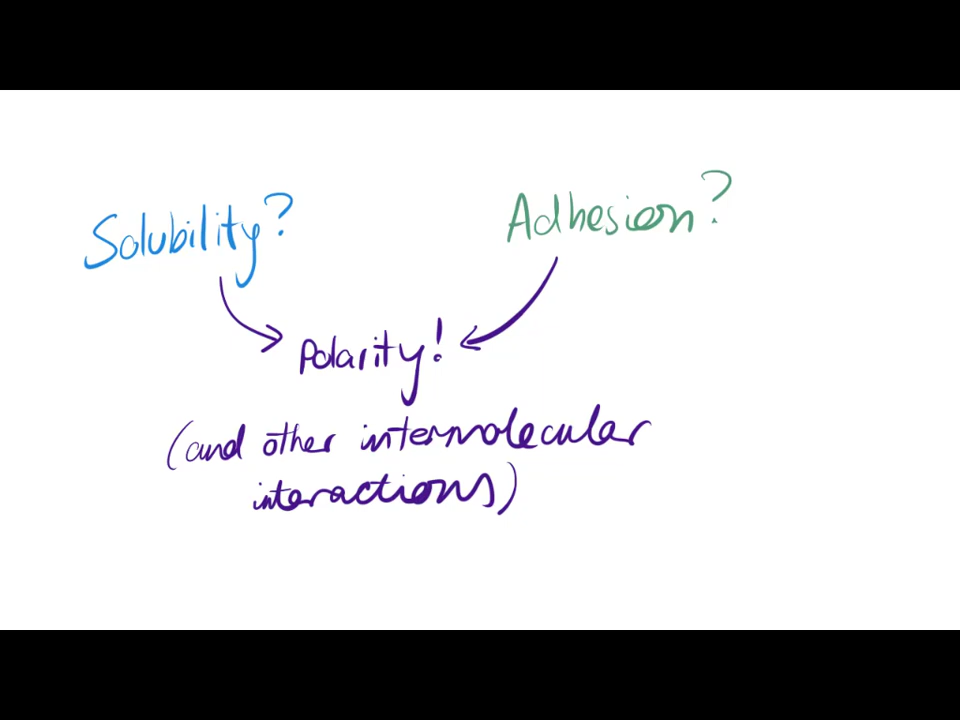 Solubility?
Adhesion?
Polarity!
(and other intermolecular
interactions)